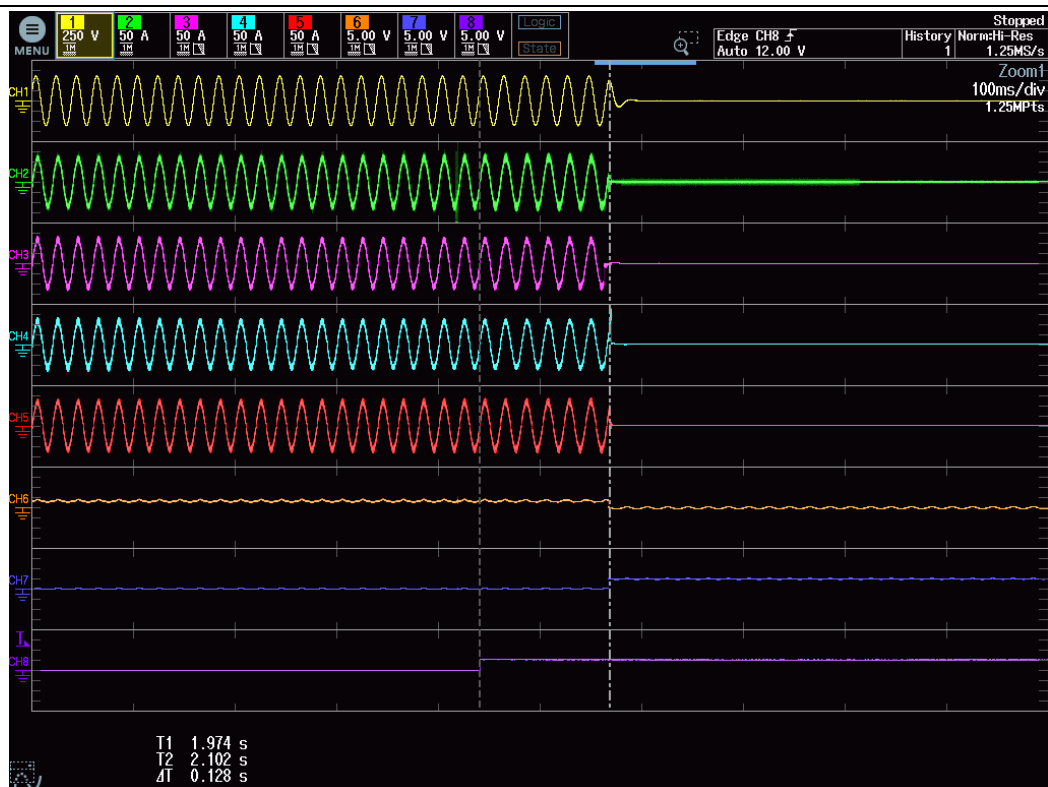 1 2 3 4 5 6 7 8 Logic Stopped
250 V 50 A 50 A 50 A 50 A 5.00 V 5.00 V 5.00 V Edge CH8 History Norm:Hi-Res
MENU 1M 1M 1M 1M 1M 1M 1M 1M State Auto 12.00 V 1 1.25MS/s
Zoom1
100ms/div
1.25MPts
CH1
CH2
CH3
CH4
CH5
CH6
CH7
T
CH8
T1 1.974 s
T2 2.102 s
ΔT 0.128 s